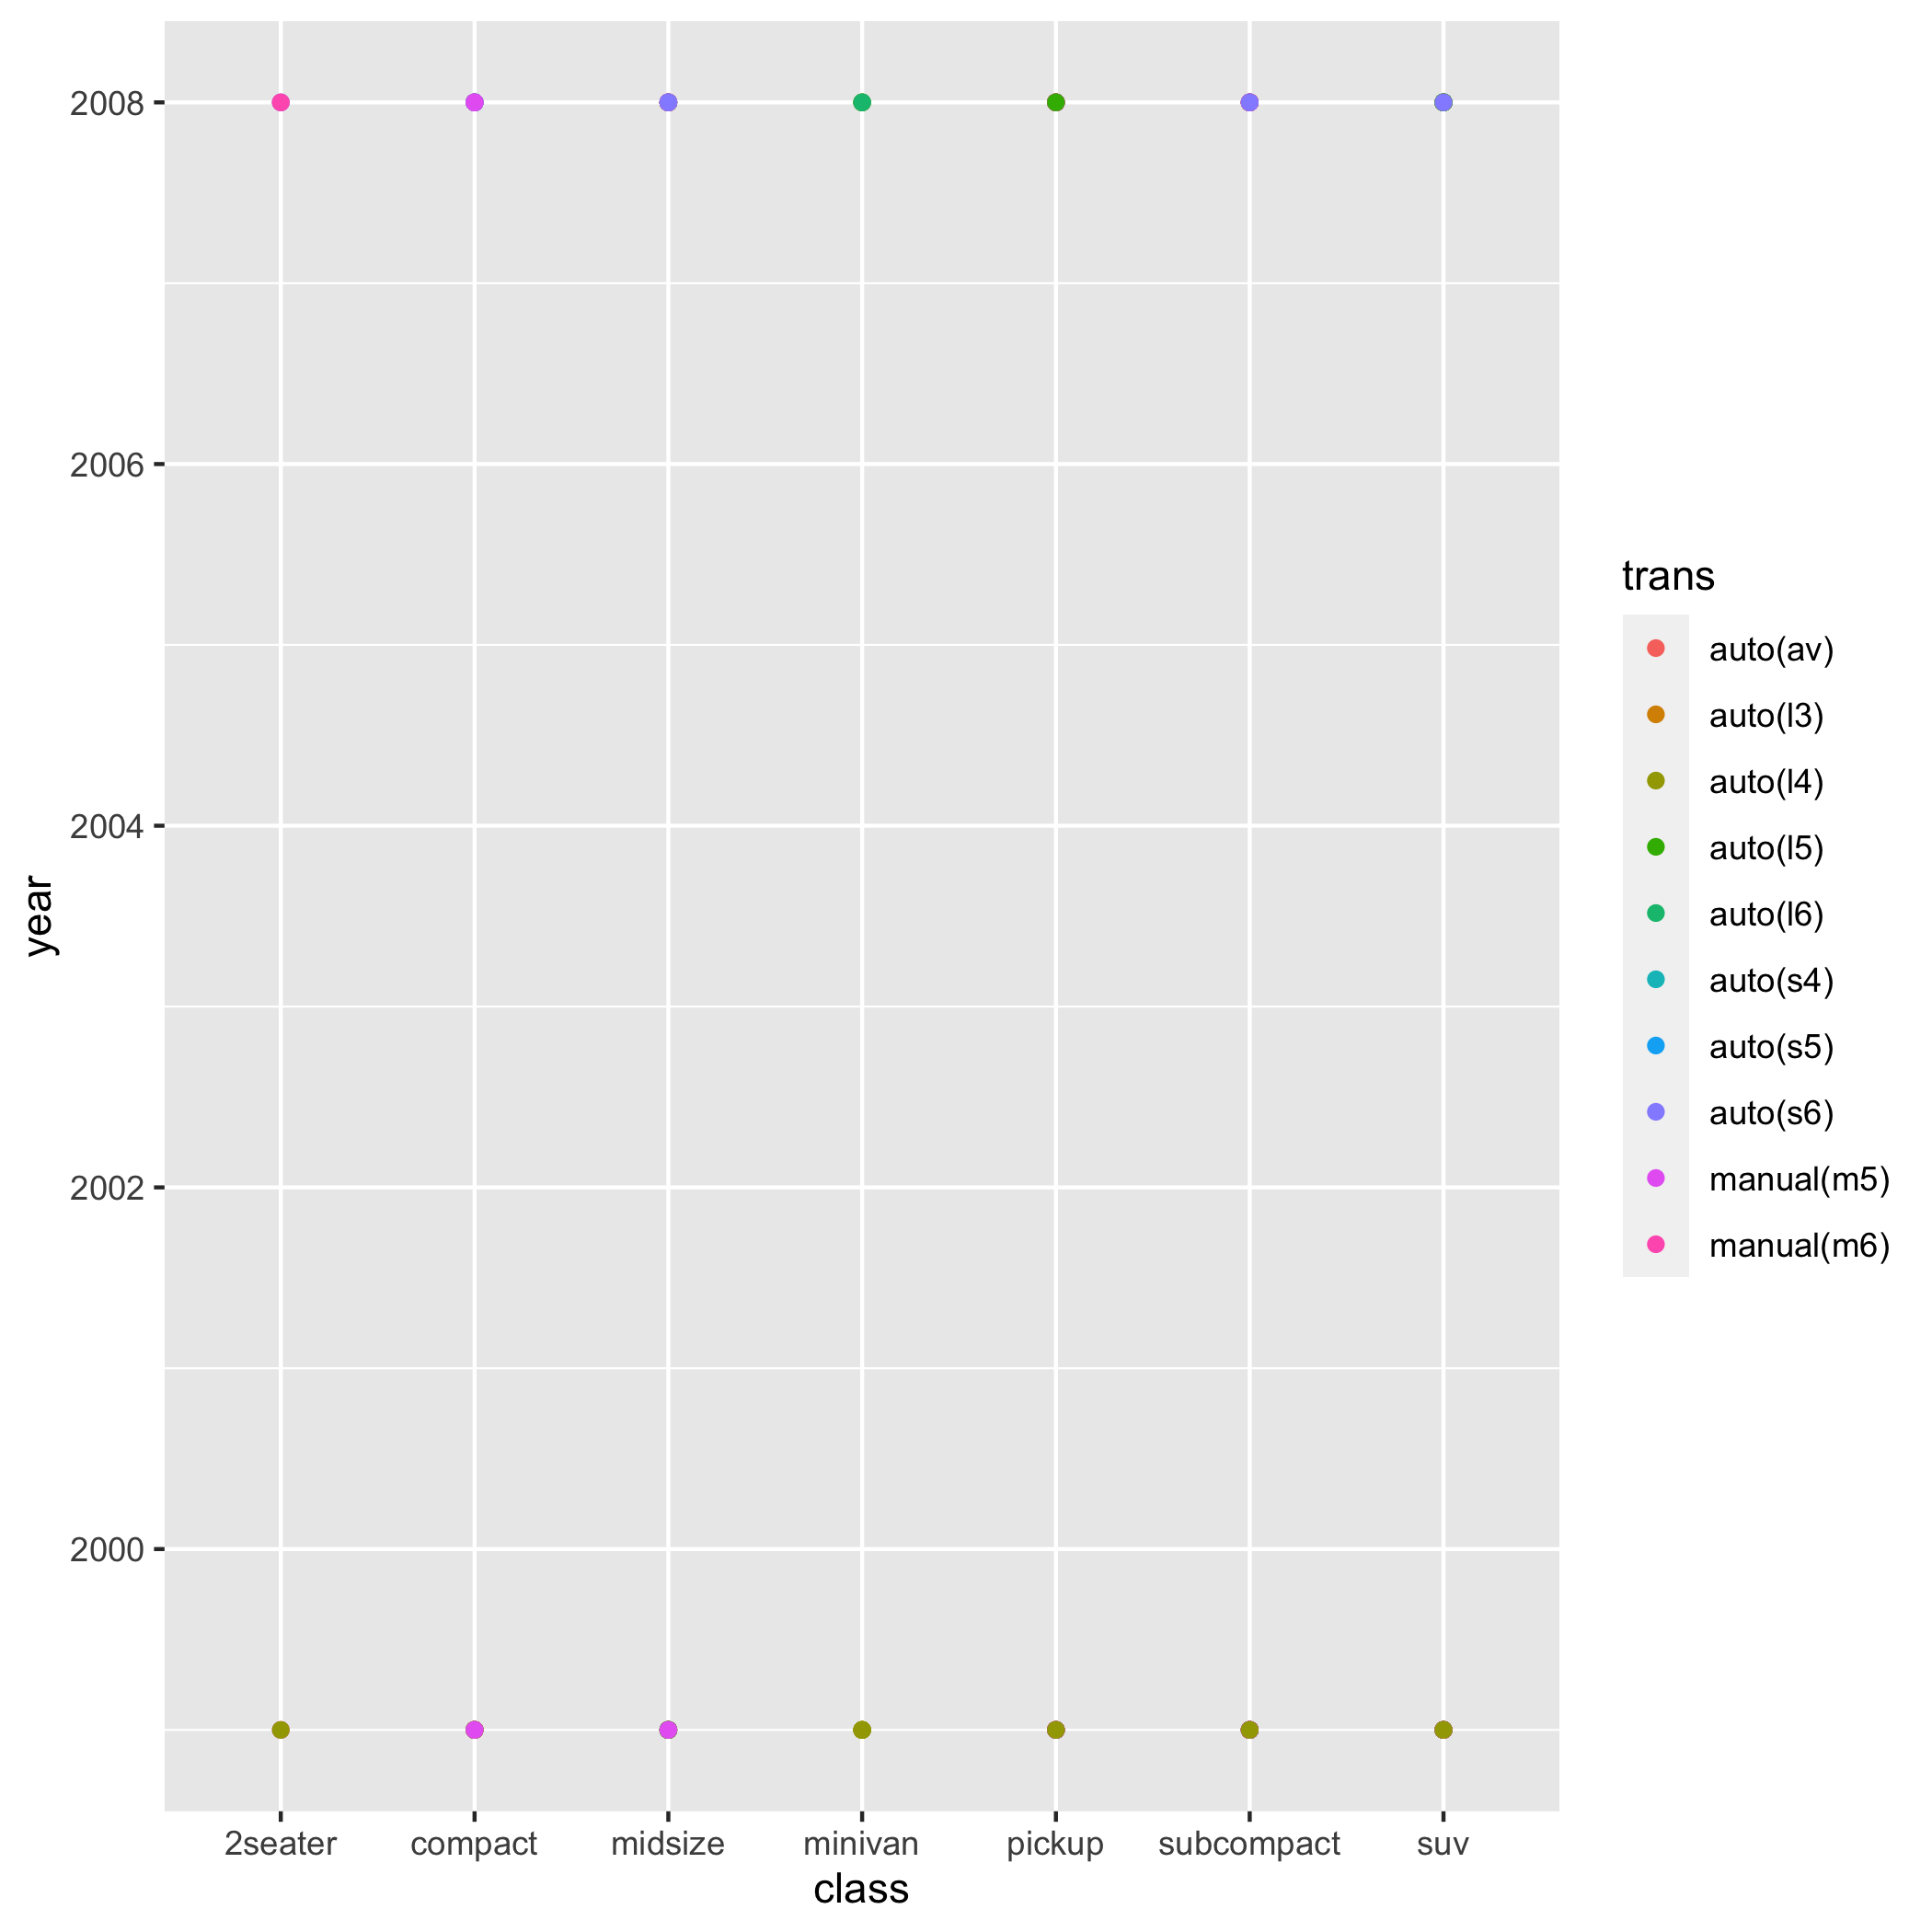 2008
2006
2004
2002
2000
year
2seater compact midsize minivan pickup subcompact suv
class
trans
auto(av)
auto(l3)
auto(l4)
auto(l5)
auto(l6)
auto(s4)
auto(s5)
auto(s6)
manual(m5)
manual(m6)